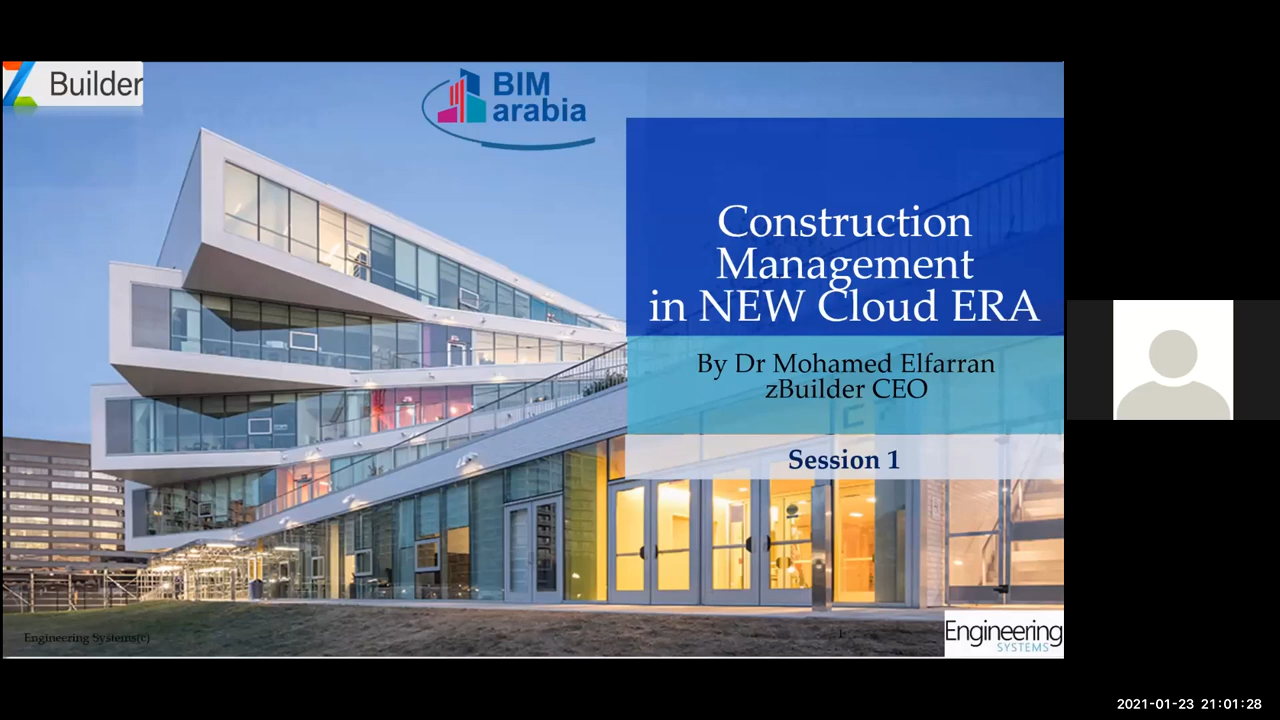 Builder
BIM
arabia
Construction
Management
in NEW Cloud ERA
By Dr Mohamed Elfarran
zBuilder CEO
Session 1
Engineering Systems(c)
1
Engineering
SYSTEMS
2021-01-23 21:01:28